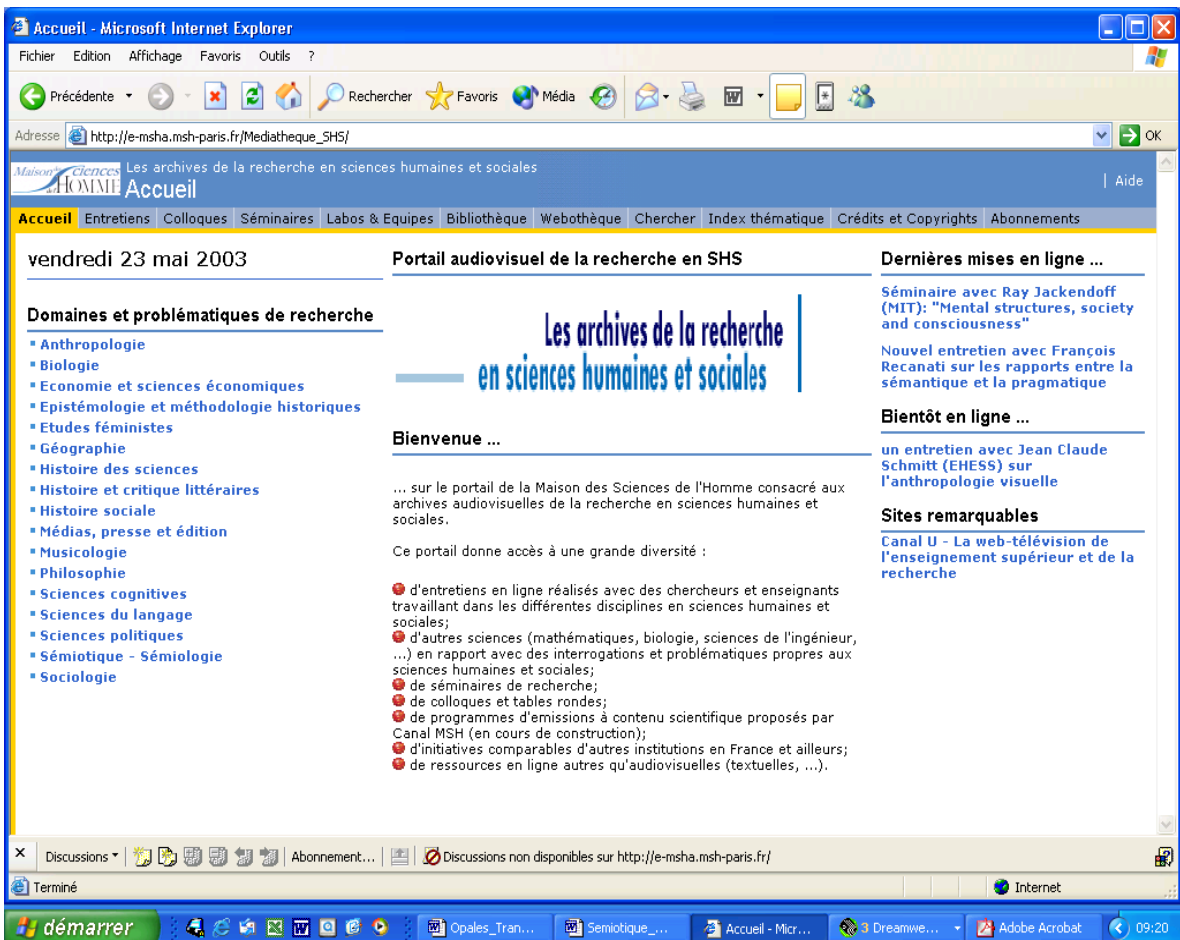 Accueil - Microsoft Internet Explorer
Fichier Edition Affichage Favoris Outils ?
Précédente Rechercher Favoris Média
Adresse http://e-msha.msh-paris.fr/Mediatheque_SHS/ OK
Maison des Sciences de l'HOMME
Les archives de la recherche en sciences humaines et sociales
Accueil
| Aide
Accueil Entretiens Colloques Séminaires Labos & Equipes Bibliothèque Webothèque Chercher Index thématique Crédits et Copyrights Abonnements
vendredi 23 mai 2003
Domaines et problématiques de recherche
Anthropologie
Biologie
Economie et sciences économiques
Epistémologie et méthodologie historiques
Etudes féministes
Géographie
Histoire des sciences
Histoire et critique littéraires
Histoire sociale
Médias, presse et édition
Musicologie
Philosophie
Sciences cognitives
Sciences du langage
Sciences politiques
Sémiotique - Sémiologie
Sociologie
Portail audiovisuel de la recherche en SHS
Les archives de la recherche
en sciences humaines et sociales
Bienvenue ...
... sur le portail de la Maison des Sciences de l'Homme consacré aux
archives audiovisuelles de la recherche en sciences humaines et
sociales.
Ce portail donne accès à une grande diversité :
d'entretiens en ligne réalisés avec des chercheurs et enseignants
travaillant dans les différentes disciplines en sciences humaines et
sociales;
d'autres sciences (mathématiques, biologie, sciences de l'ingénieur,
...) en rapport avec des interrogations et problématiques propres aux
sciences humaines et sociales;
de séminaires de recherche;
de colloques et tables rondes;
de programmes d'emissions à contenu scientifique proposés par
Canal MSH (en cours de construction);
d'initiatives comparables d'autres institutions en France et ailleurs;
de ressources en ligne autres qu'audiovisuelles (textuelles, ...).
Dernières mises en ligne ...
Séminaire avec Ray Jackendoff
(MIT): "Mental structures, society
and consciousness"
Nouvel entretien avec François
Recanati sur les rapports entre la
sémantique et la pragmatique
Bientôt en ligne ...
un entretien avec Jean Claude
Schmitt (EHESS) sur
l'anthropologie visuelle
Sites remarquables
Canal U - La web-télévision de
l'enseignement supérieur et de la
recherche
Discussions Abonnement... Discussions non disponibles sur http://e-msha.msh-paris.fr/
Terminé Internet
démarrer Opales_Tran... Semiotique_... Accueil - Micr... 3 Dreamwe... Adobe Acrobat 09:20